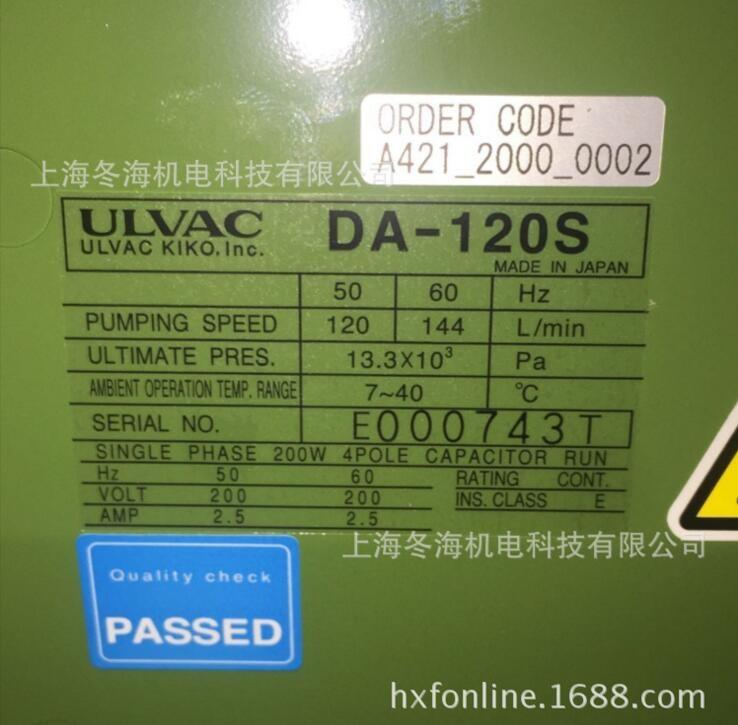 ORDER CODE
A421_2000_0002
上海冬海机电科技有限公司
ULVAC DA-120S
ULVAC KIKO,Inc.
MADE IN JAPAN
50 60 Hz
PUMPING SPEED 120 144 L/min
ULTIMATE PRES. 13.3X10³ Pa
AMBIENT OPERATION TEMP. RANGE 7~40 ℃
SERIAL NO. E000743T
SINGLE PHASE 200W 4POLE CAPACITOR RUN
Hz 50 60 RATING CONT.
VOLT 200 200 INS. CLASS E
AMP 2.5 2.5
上海冬海机电科技有限公司
Quality check
PASSED
hxfonline.1688.com